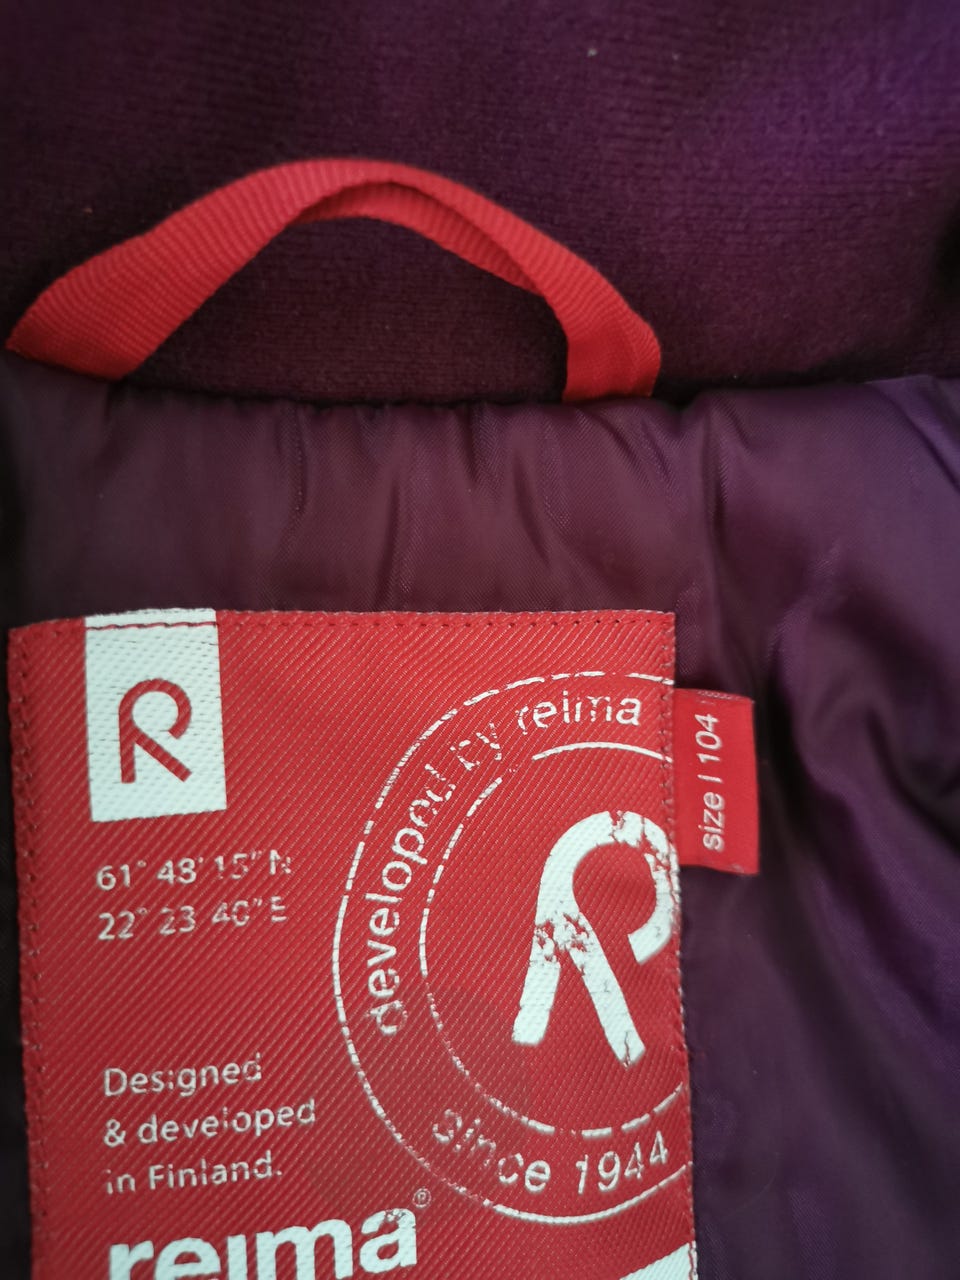 R
61° 48' 15" N
22° 23' 40" E
developed by reima
since 1944
size | 104
Designed
& developed
in Finland.
reima®